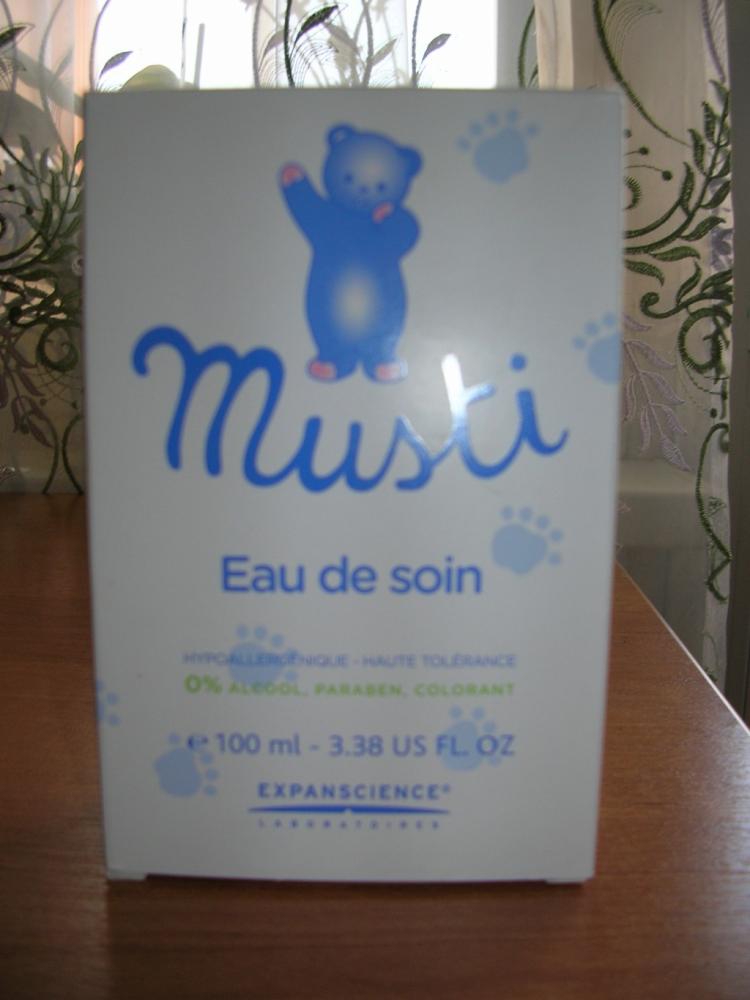 Musti
Eau de soin
HYPOALLERGÉNIQUE - HAUTE TOLÉRANCE
0% ALCOOL, PARABEN, COLORANT
℮ 100 ml - 3.38 US FL. OZ
EXPANSCIENCE®
LABORATOIRES